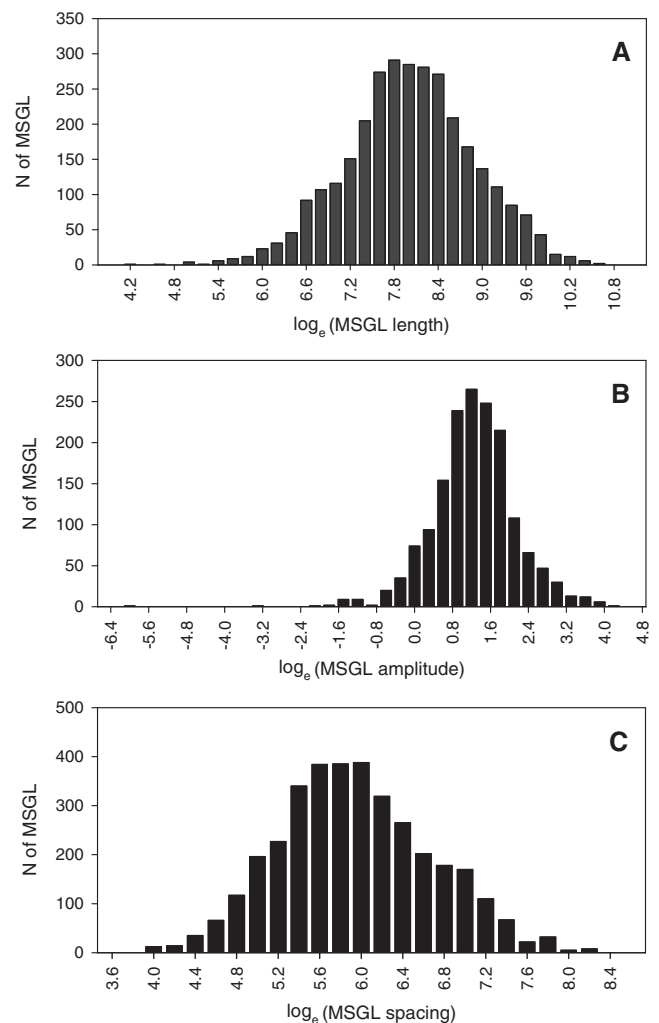 350
300
250
200
150
100
50
0
N of MSGL
A
4.2 4.8 5.4 6.0 6.6 7.2 7.8 8.4 9.0 9.6 10.2 10.8
logₑ (MSGL length)
300
250
200
150
100
50
0
N of MSGL
B
-6.4 -5.6 -4.8 -4.0 -3.2 -2.4 -1.6 -0.8 0.0 0.8 1.6 2.4 3.2 4.0 4.8
logₑ (MSGL amplitude)
500
400
300
200
100
0
N of MSGL
C
3.6 4.0 4.4 4.8 5.2 5.6 6.0 6.4 6.8 7.2 7.6 8.0 8.4
logₑ (MSGL spacing)